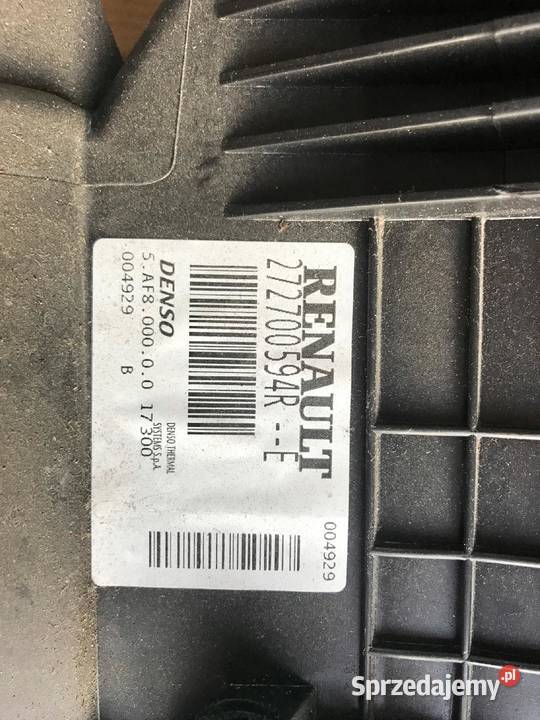 RENAULT
272700594R --E
004929
DENSO
DENSO THERMAL
SYSTEMS S.p.A.
5.AF8.000.0.0 17300
004929 B
Sprzedajemy.pl